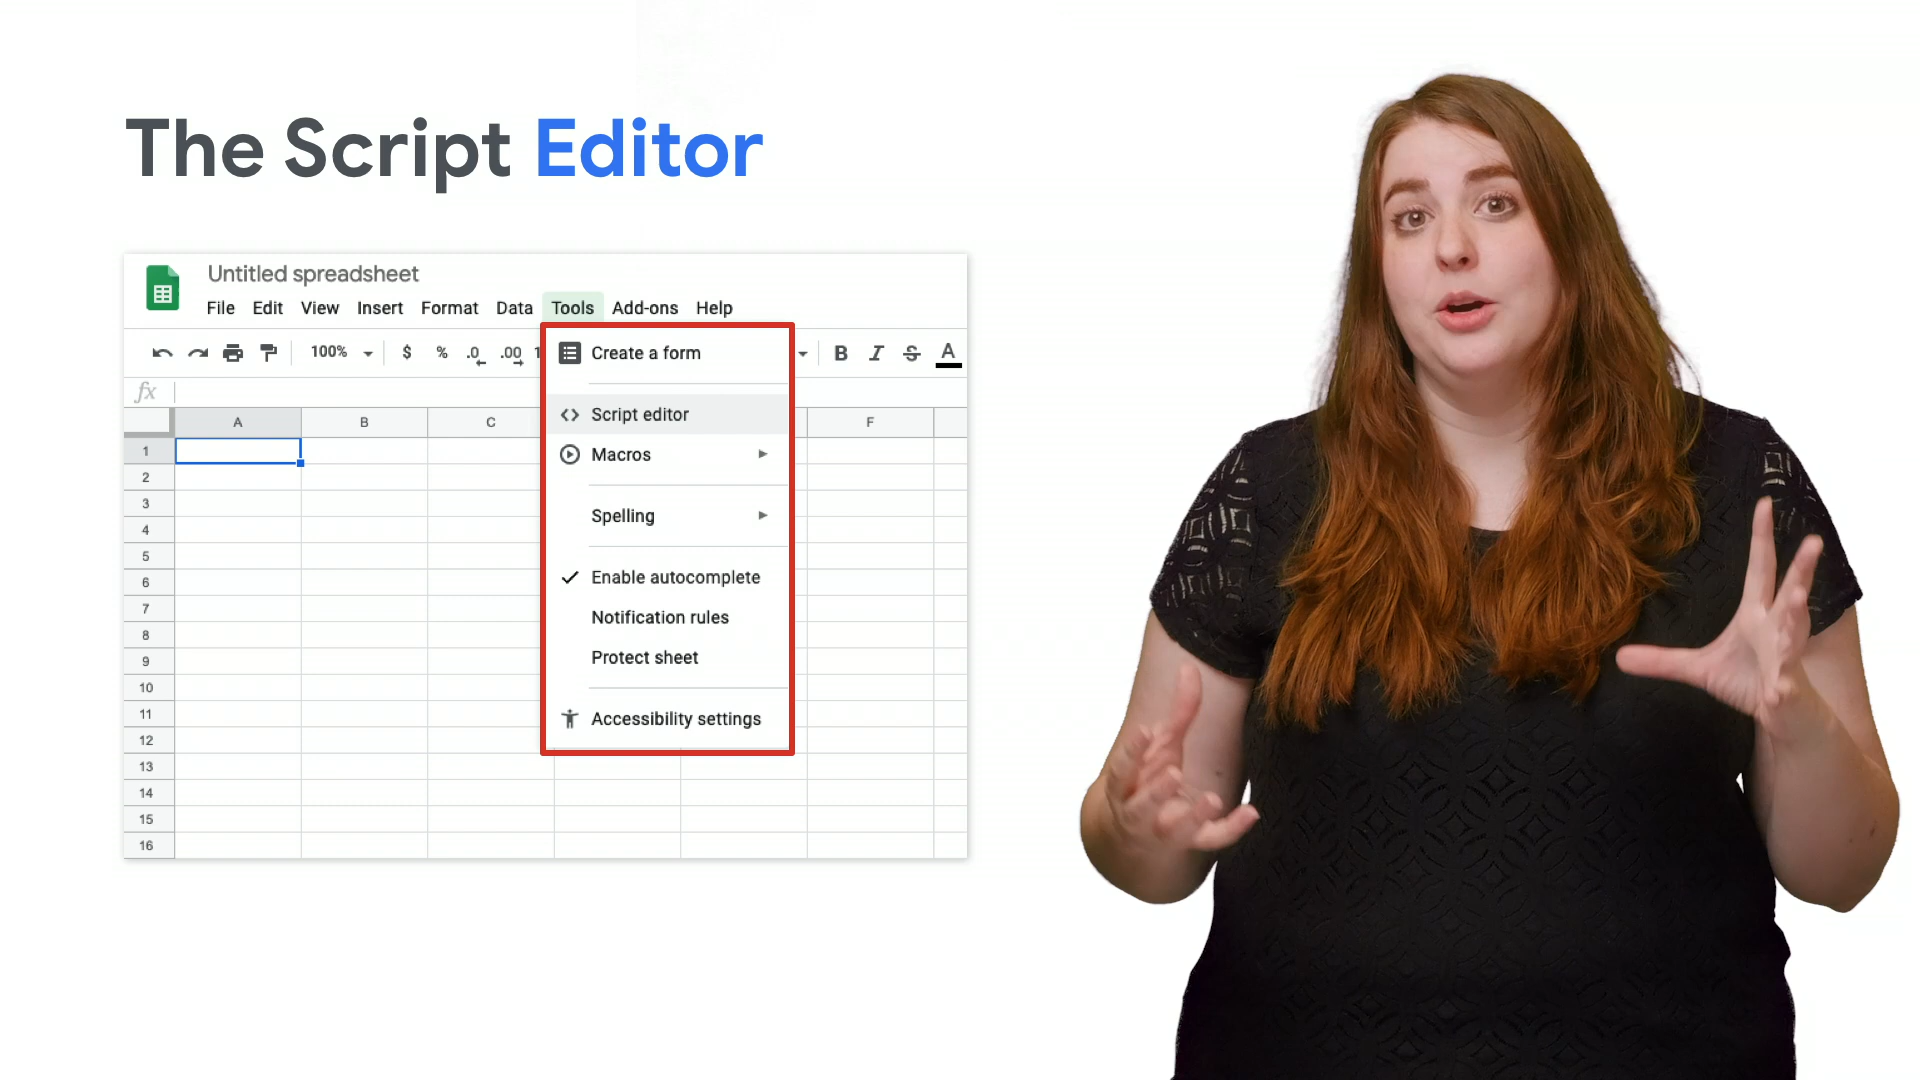 The Script Editor
Untitled spreadsheet
File Edit View Insert Format Data Tools Add-ons Help
100% $ % .0 .00 1 B I S A
Create a form
fx
Script editor
A B C F
Macros
Spelling
Enable autocomplete
Notification rules
Protect sheet
Accessibility settings
1
2
3
4
5
6
7
8
9
10
11
12
13
14
15
16